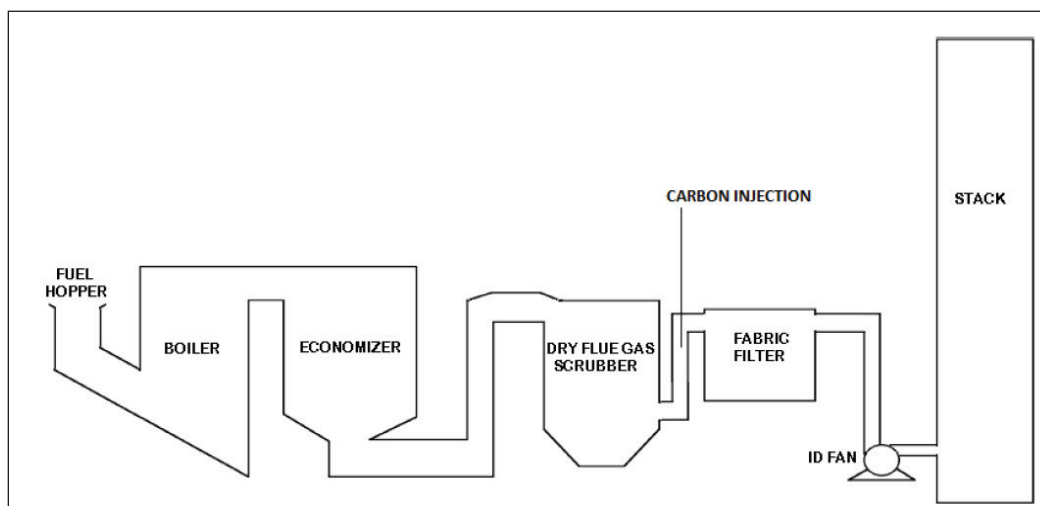 FUEL
HOPPER
BOILER
ECONOMIZER
DRY FLUE GAS
SCRUBBER
CARBON INJECTION
FABRIC
FILTER
ID FAN
STACK